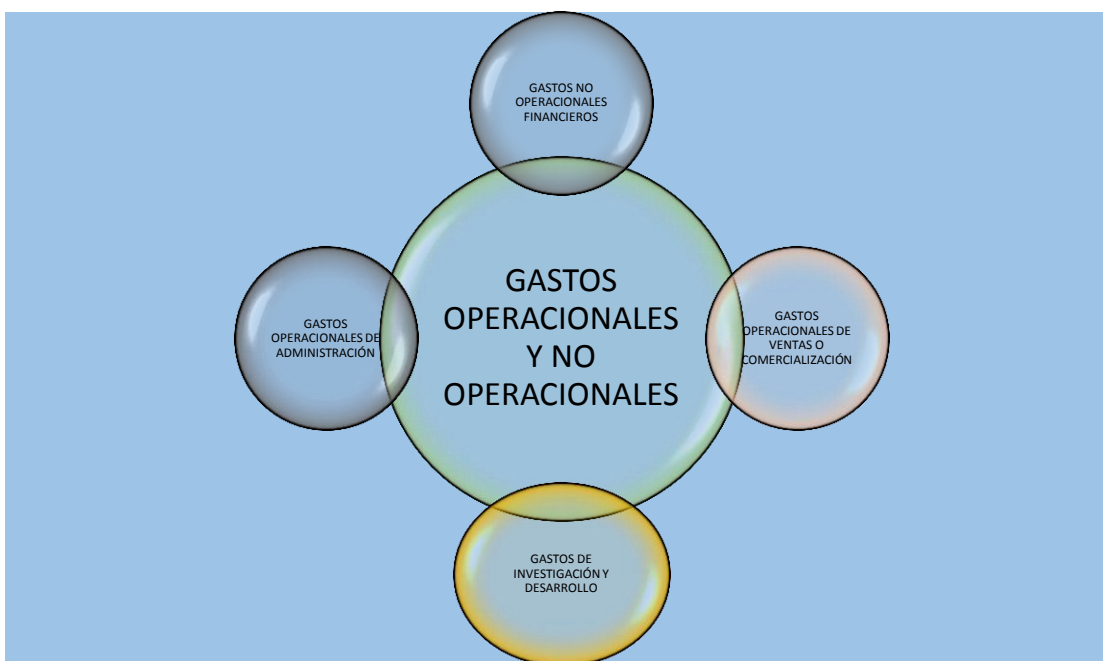 GASTOS NO
OPERACIONALES
FINANCIEROS
GASTOS
OPERACIONALES
Y NO
OPERACIONALES
GASTOS
OPERACIONALES DE
ADMINISTRACIÓN
GASTOS
OPERACIONALES DE
VENTAS O
COMERCIALIZACIÓN
GASTOS DE
INVESTIGACIÓN Y
DESARROLLO